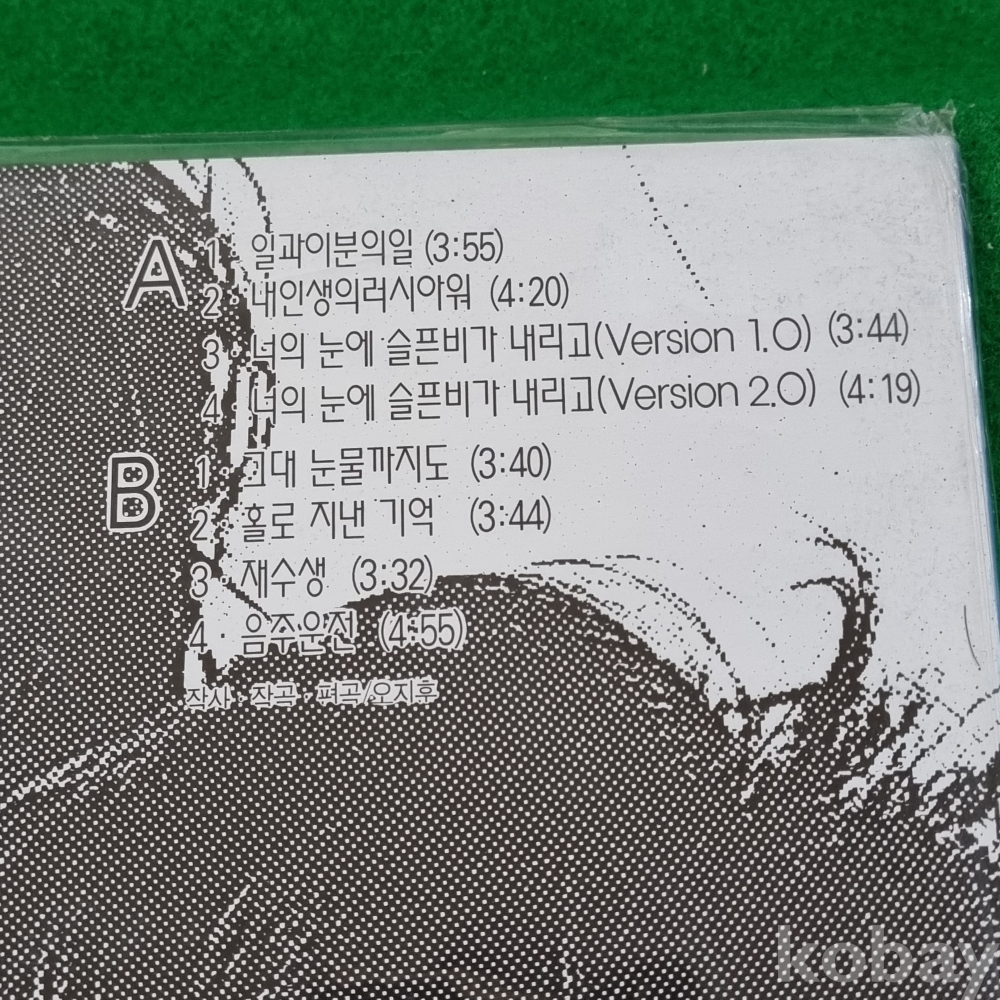 A
1· 일과이분의일 (3:55)
2· 내인생의러시아워 (4:20)
3· 너의 눈에 슬픈비가 내리고(Version 1.0) (3:44)
4· 너의 눈에 슬픈비가 내리고(Version 2.0) (4:19)
B
1· 그대 눈물까지도 (3:40)
2· 홀로 지낸 기억 (3:44)
3 재수생 (3:32)
4· 음주운전 (4:55)
작사·작곡·편곡/오지후
kobay